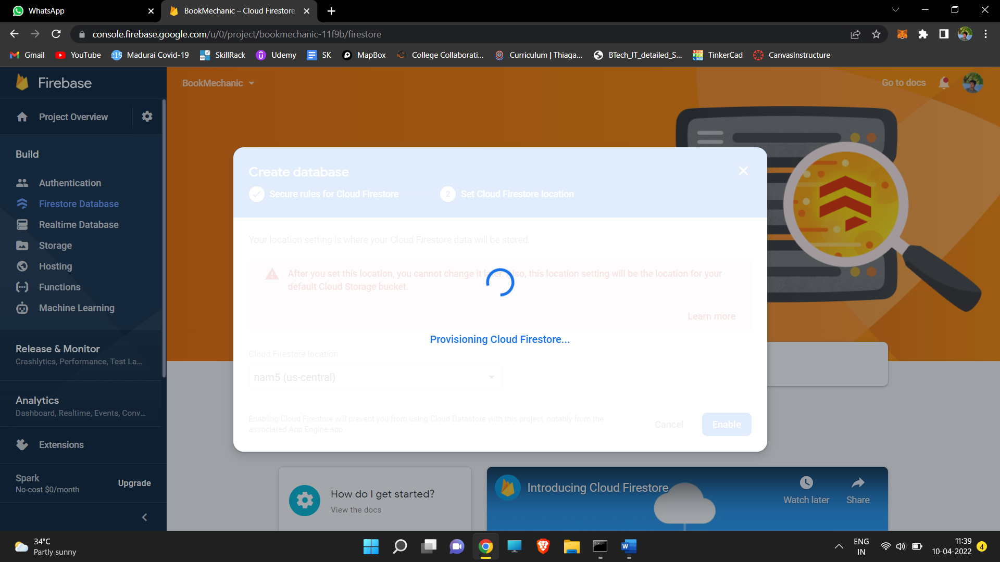 WhatsApp
BookMechanic – Cloud Firestore
console.firebase.google.com/u/0/project/bookmechanic-11f9b/firestore
Gmail
YouTube
c19
Madurai Covid-19
SkillRack
Udemy
SK
MapBox
College Collaborati...
Curriculum | Thiaga...
BTech_IT_detailed_S...
TinkerCad
CanvasInstructure
Firebase
BookMechanic
Go to docs
Project Overview
Build
Authentication
Firestore Database
Realtime Database
Storage
Hosting
Functions
Machine Learning
Release & Monitor
Crashlytics, Performance, Test La...
Analytics
Dashboard, Realtime, Events, Conv...
Extensions
Spark
No-cost $0/month
Upgrade
Create database
Secure rules for Cloud Firestore
2
Set Cloud Firestore location
Your location setting is where your Cloud Firestore data will be stored.
After you set this location, you cannot change it later. Also, this location setting will be the location for your
default Cloud Storage bucket.
Learn more
Provisioning Cloud Firestore...
Cloud Firestore location
nam5 (us-central)
Enabling Cloud Firestore will prevent you from using Cloud Datastore with this project, notably from the
associated App Engine app
Cancel
Enable
How do I get started?
View the docs
Introducing Cloud Firestore
Watch later
Share
34°C
Partly sunny
ENG
IN
11:39
10-04-2022
4